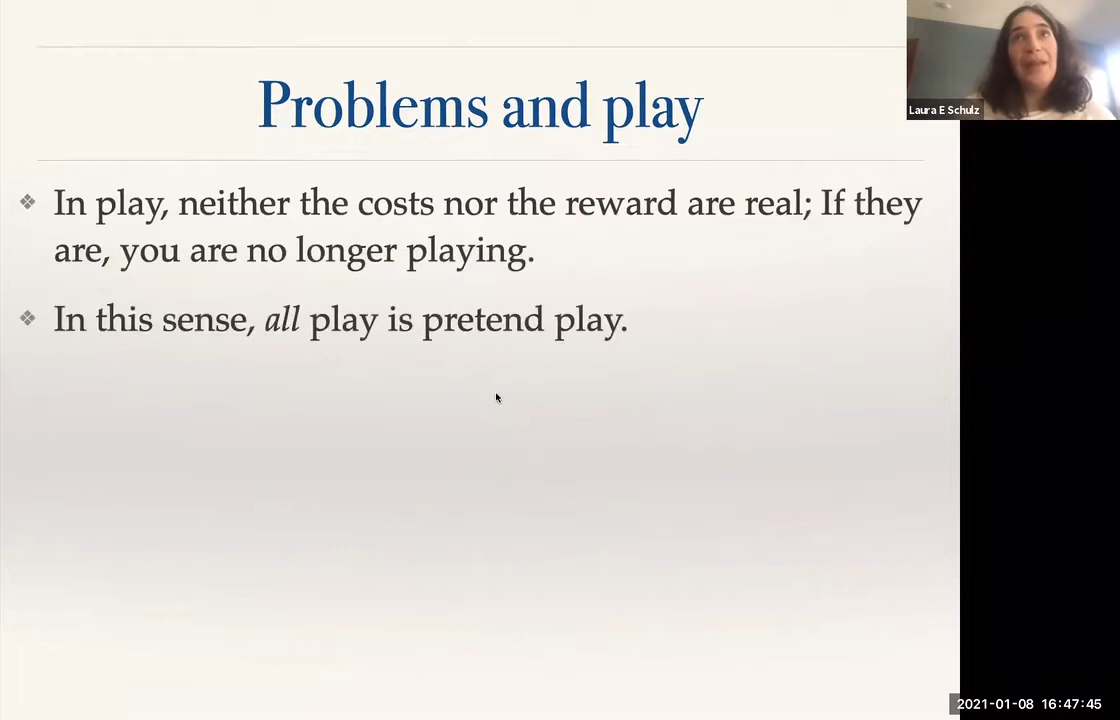 Laura E Schulz
Problems and play
❖ In play, neither the costs nor the reward are real; If they
are, you are no longer playing.
❖ In this sense, all play is pretend play.
2021-01-08 16:47:45